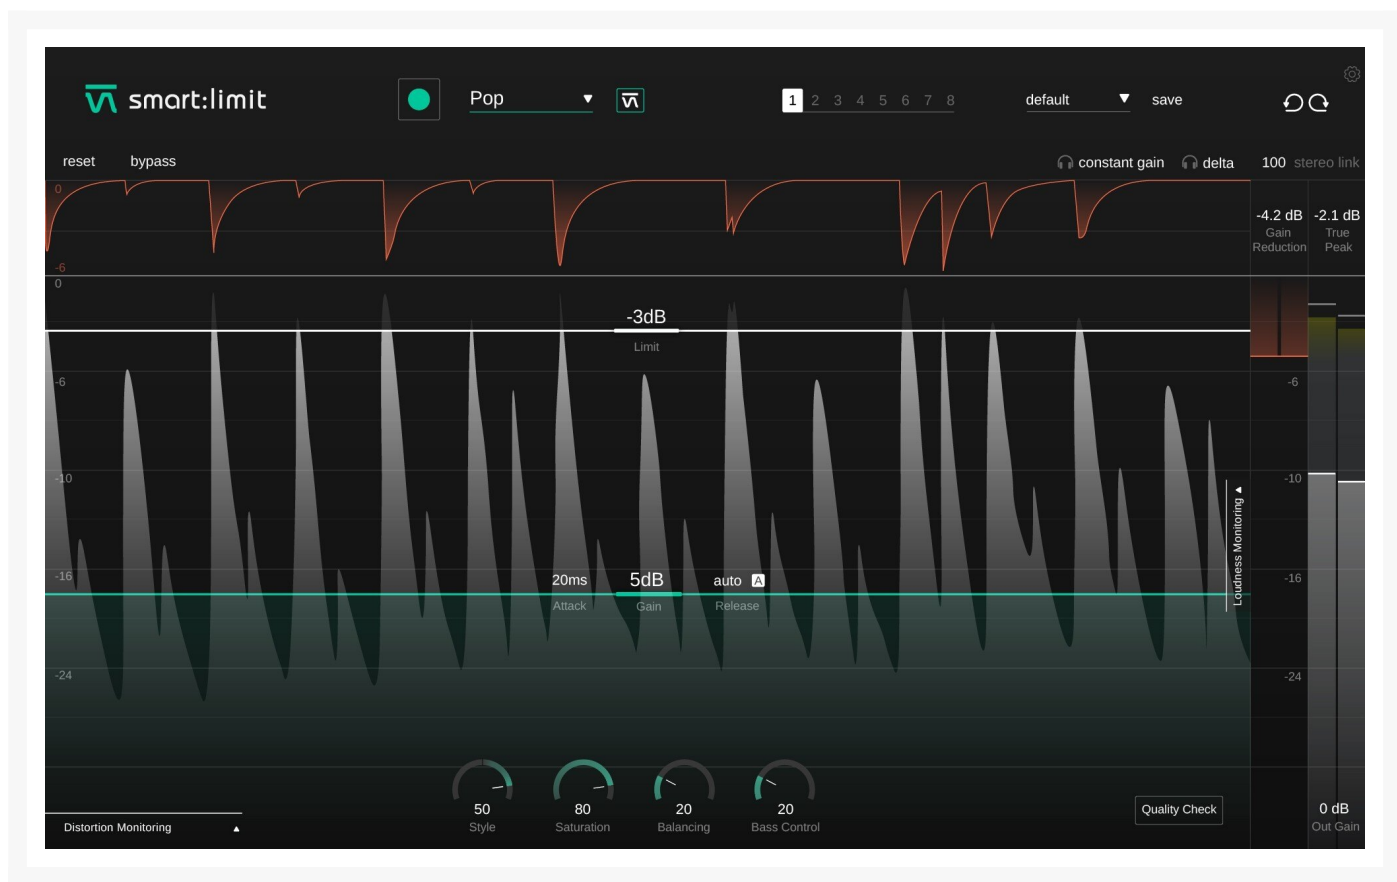 smart:limit
Pop
1 2 3 4 5 6 7 8
default
save
reset
bypass
constant gain
delta
100 stereo link
0
-6
-4.2 dB
Gain
Reduction
-2.1 dB
True
Peak
0
-3dB
Limit
-6
-6
-10
-10
Loudness Monitoring
-16
20ms
Attack
5dB
Gain
auto A
Release
-16
-24
-24
50
Style
80
Saturation
20
Balancing
20
Bass Control
Quality Check
0 dB
Out Gain
Distortion Monitoring